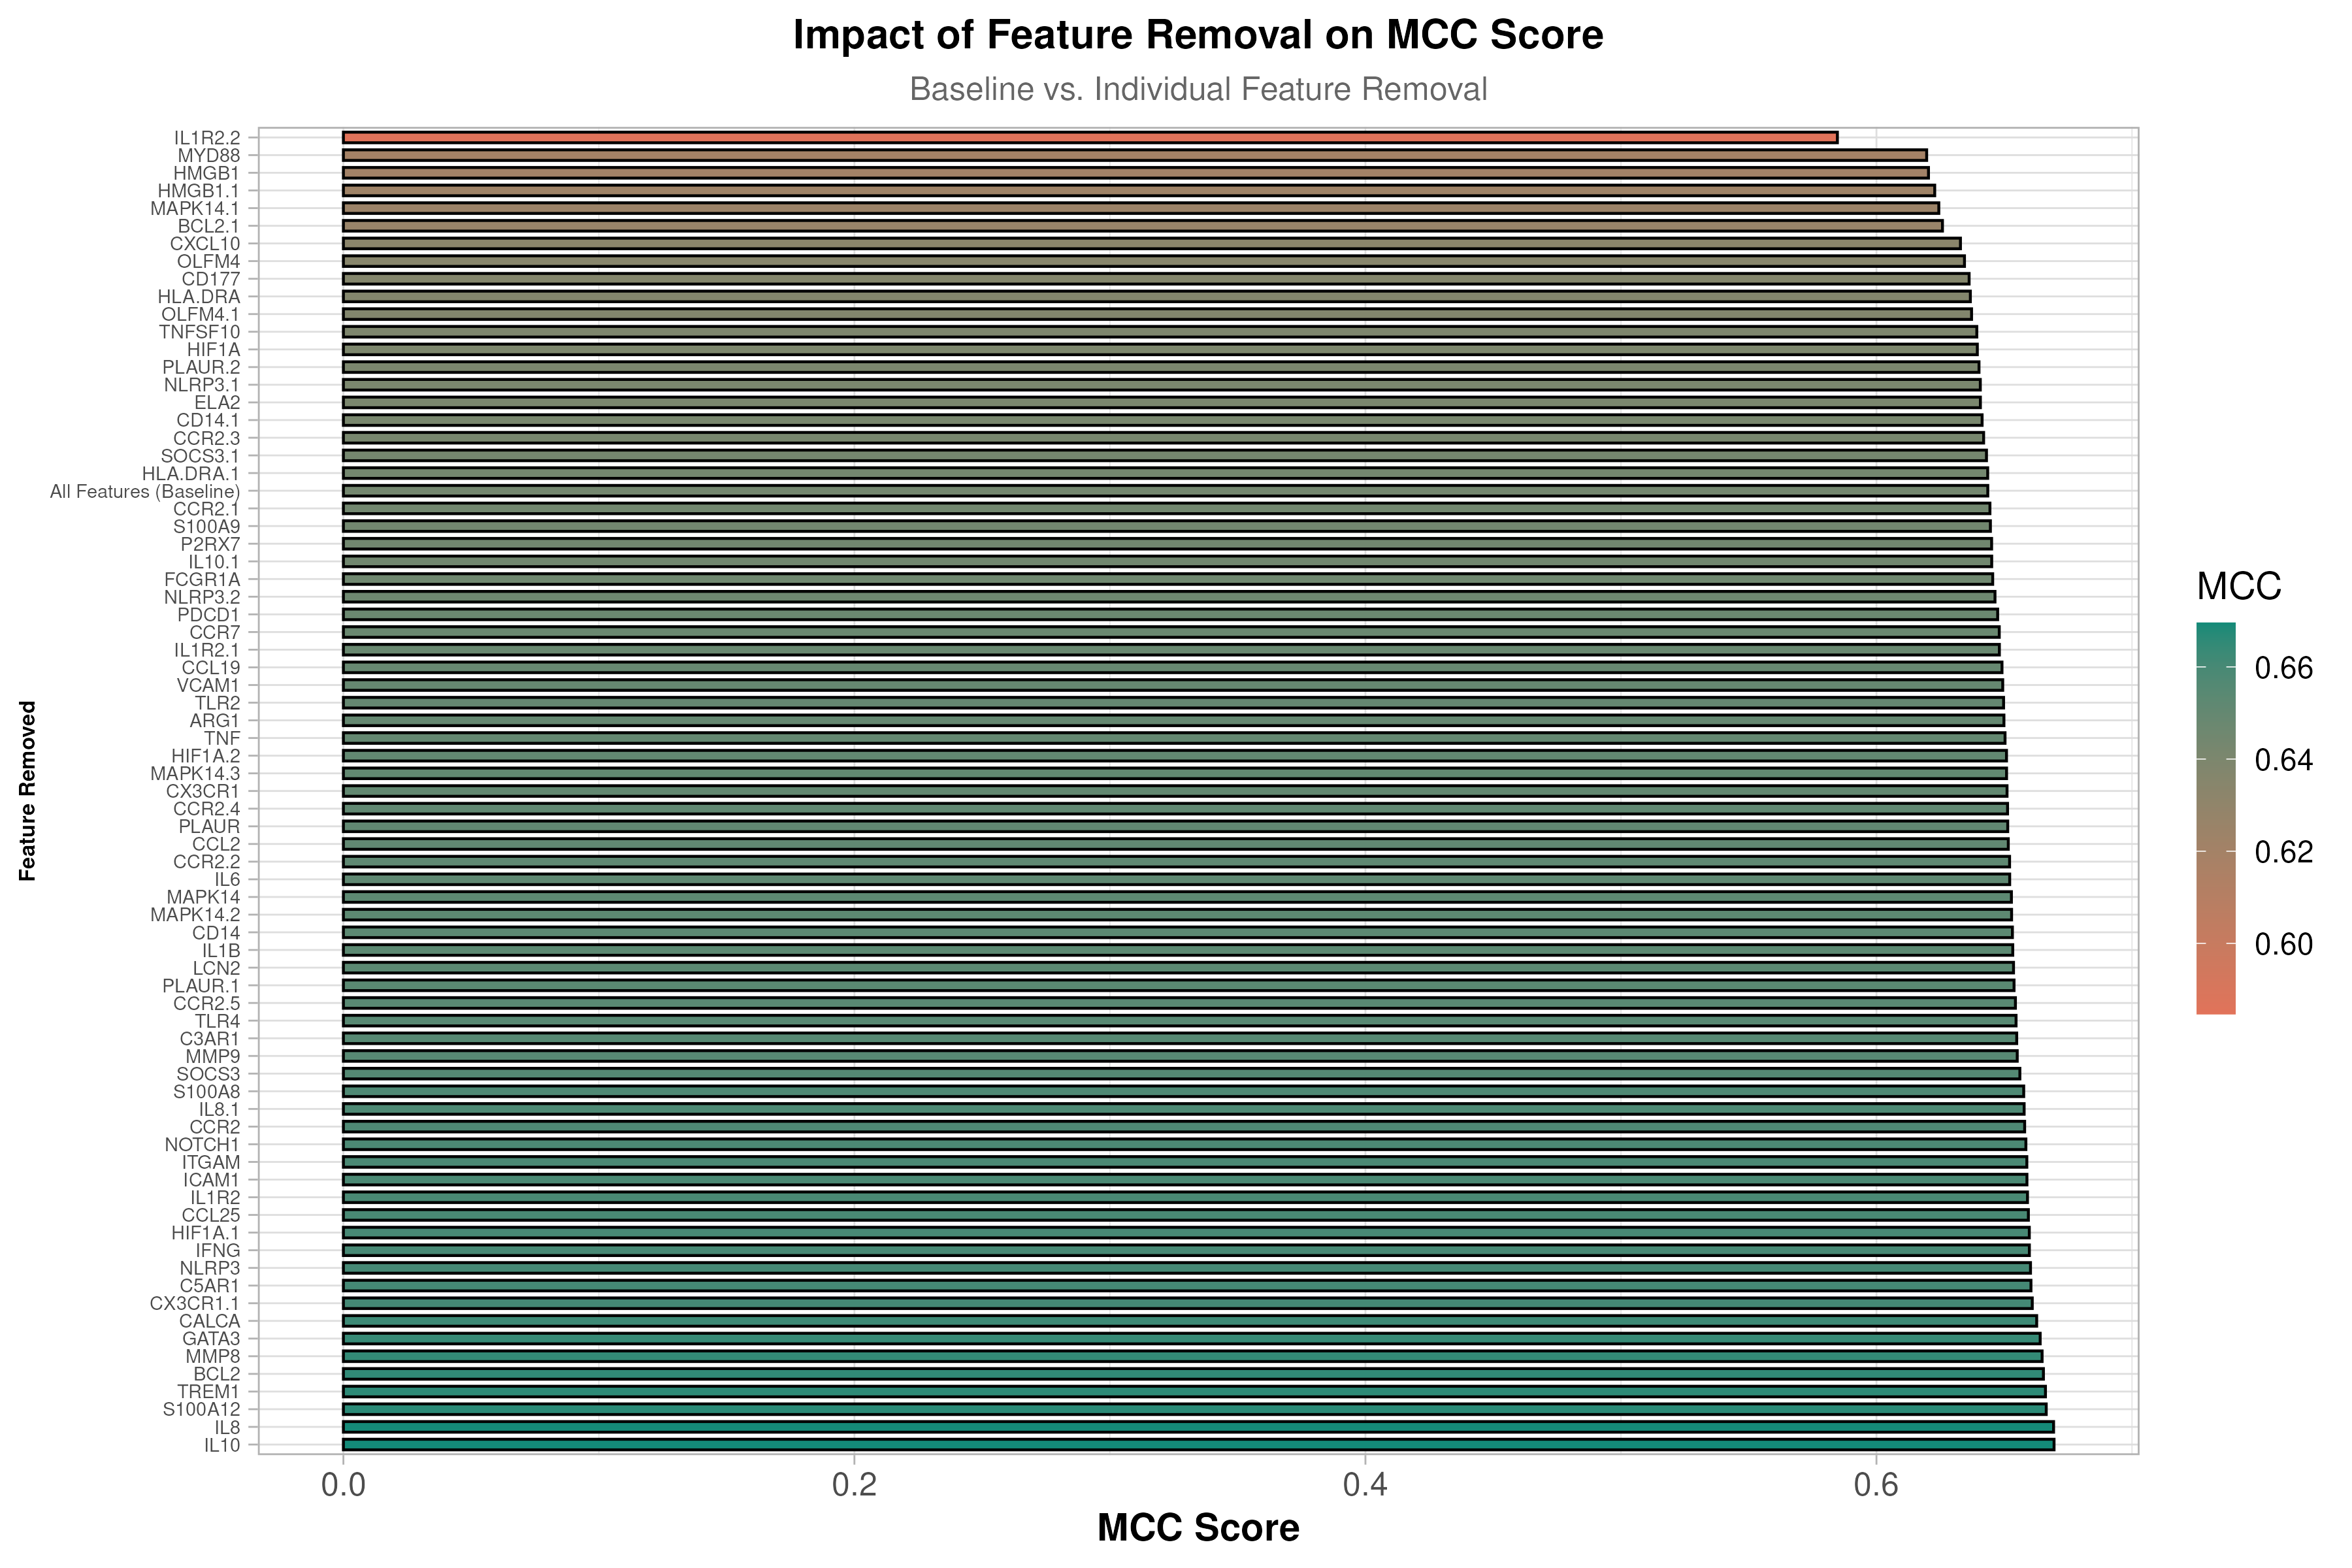 Impact of Feature Removal on MCC Score
Baseline vs. Individual Feature Removal
Feature Removed
IL1R2.2
MYD88
HMGB1
HMGB1.1
MAPK14.1
BCL2.1
CXCL10
OLFM4
CD177
HLA.DRA
OLFM4.1
TNFSF10
HIF1A
PLAUR.2
NLRP3.1
ELA2
CD14.1
CCR2.3
SOCS3.1
HLA.DRA.1
All Features (Baseline)
CCR2.1
S100A9
P2RX7
IL10.1
FCGR1A
NLRP3.2
PDCD1
CCR7
IL1R2.1
CCL19
VCAM1
TLR2
ARG1
TNF
HIF1A.2
MAPK14.3
CX3CR1
CCR2.4
PLAUR
CCL2
CCR2.2
IL6
MAPK14
MAPK14.2
CD14
IL1B
LCN2
PLAUR.1
CCR2.5
TLR4
C3AR1
MMP9
SOCS3
S100A8
IL8.1
CCR2
NOTCH1
ITGAM
ICAM1
IL1R2
CCL25
HIF1A.1
IFNG
NLRP3
C5AR1
CX3CR1.1
CALCA
GATA3
MMP8
BCL2
TREM1
S100A12
IL8
IL10
0.0 0.2 0.4 0.6
MCC Score
MCC
0.66
0.64
0.62
0.60